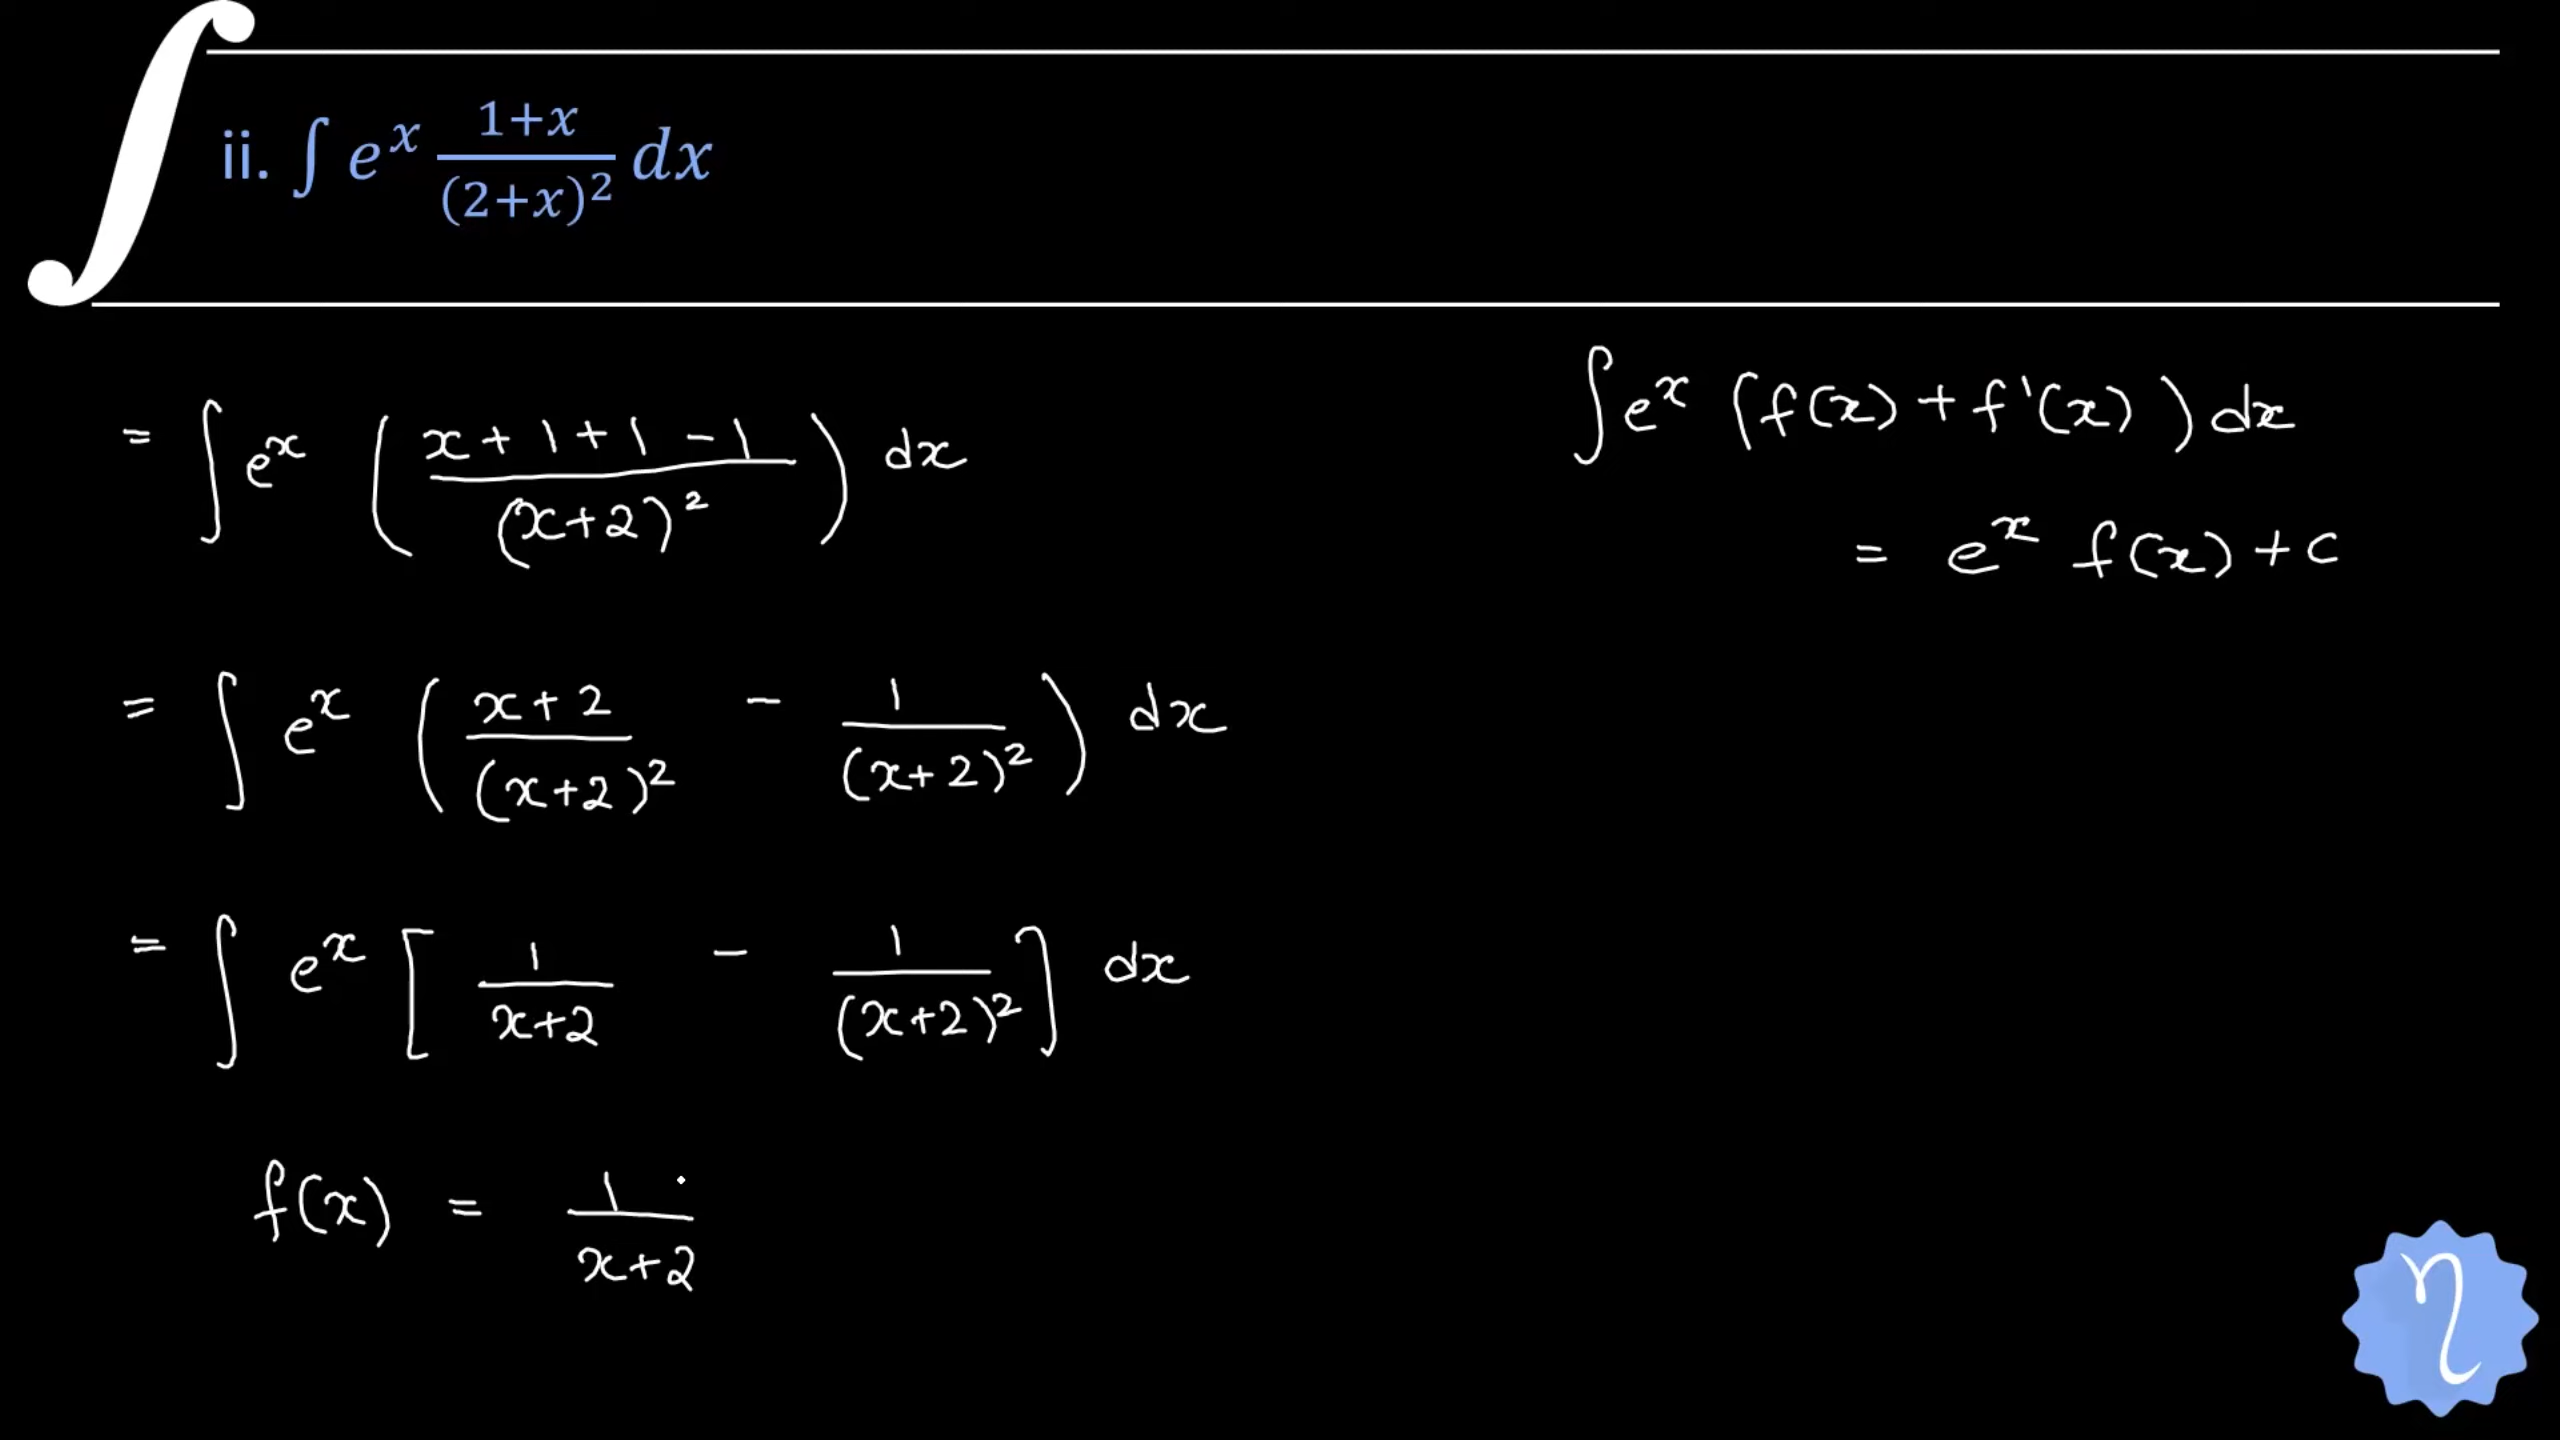 ii. ∫ e^x (1+x)/(2+x)^2 dx
= ∫ e^x ( (x+1+1-1)/(x+2)^2 ) dx
∫ e^x (f(x) + f'(x)) dx
= e^x f(x) + c
= ∫ e^x ( (x+2)/(x+2)^2 - 1/(x+2)^2 ) dx
= ∫ e^x [ 1/(x+2) - 1/(x+2)^2 ] dx
f(x) = 1/(x+2)
η